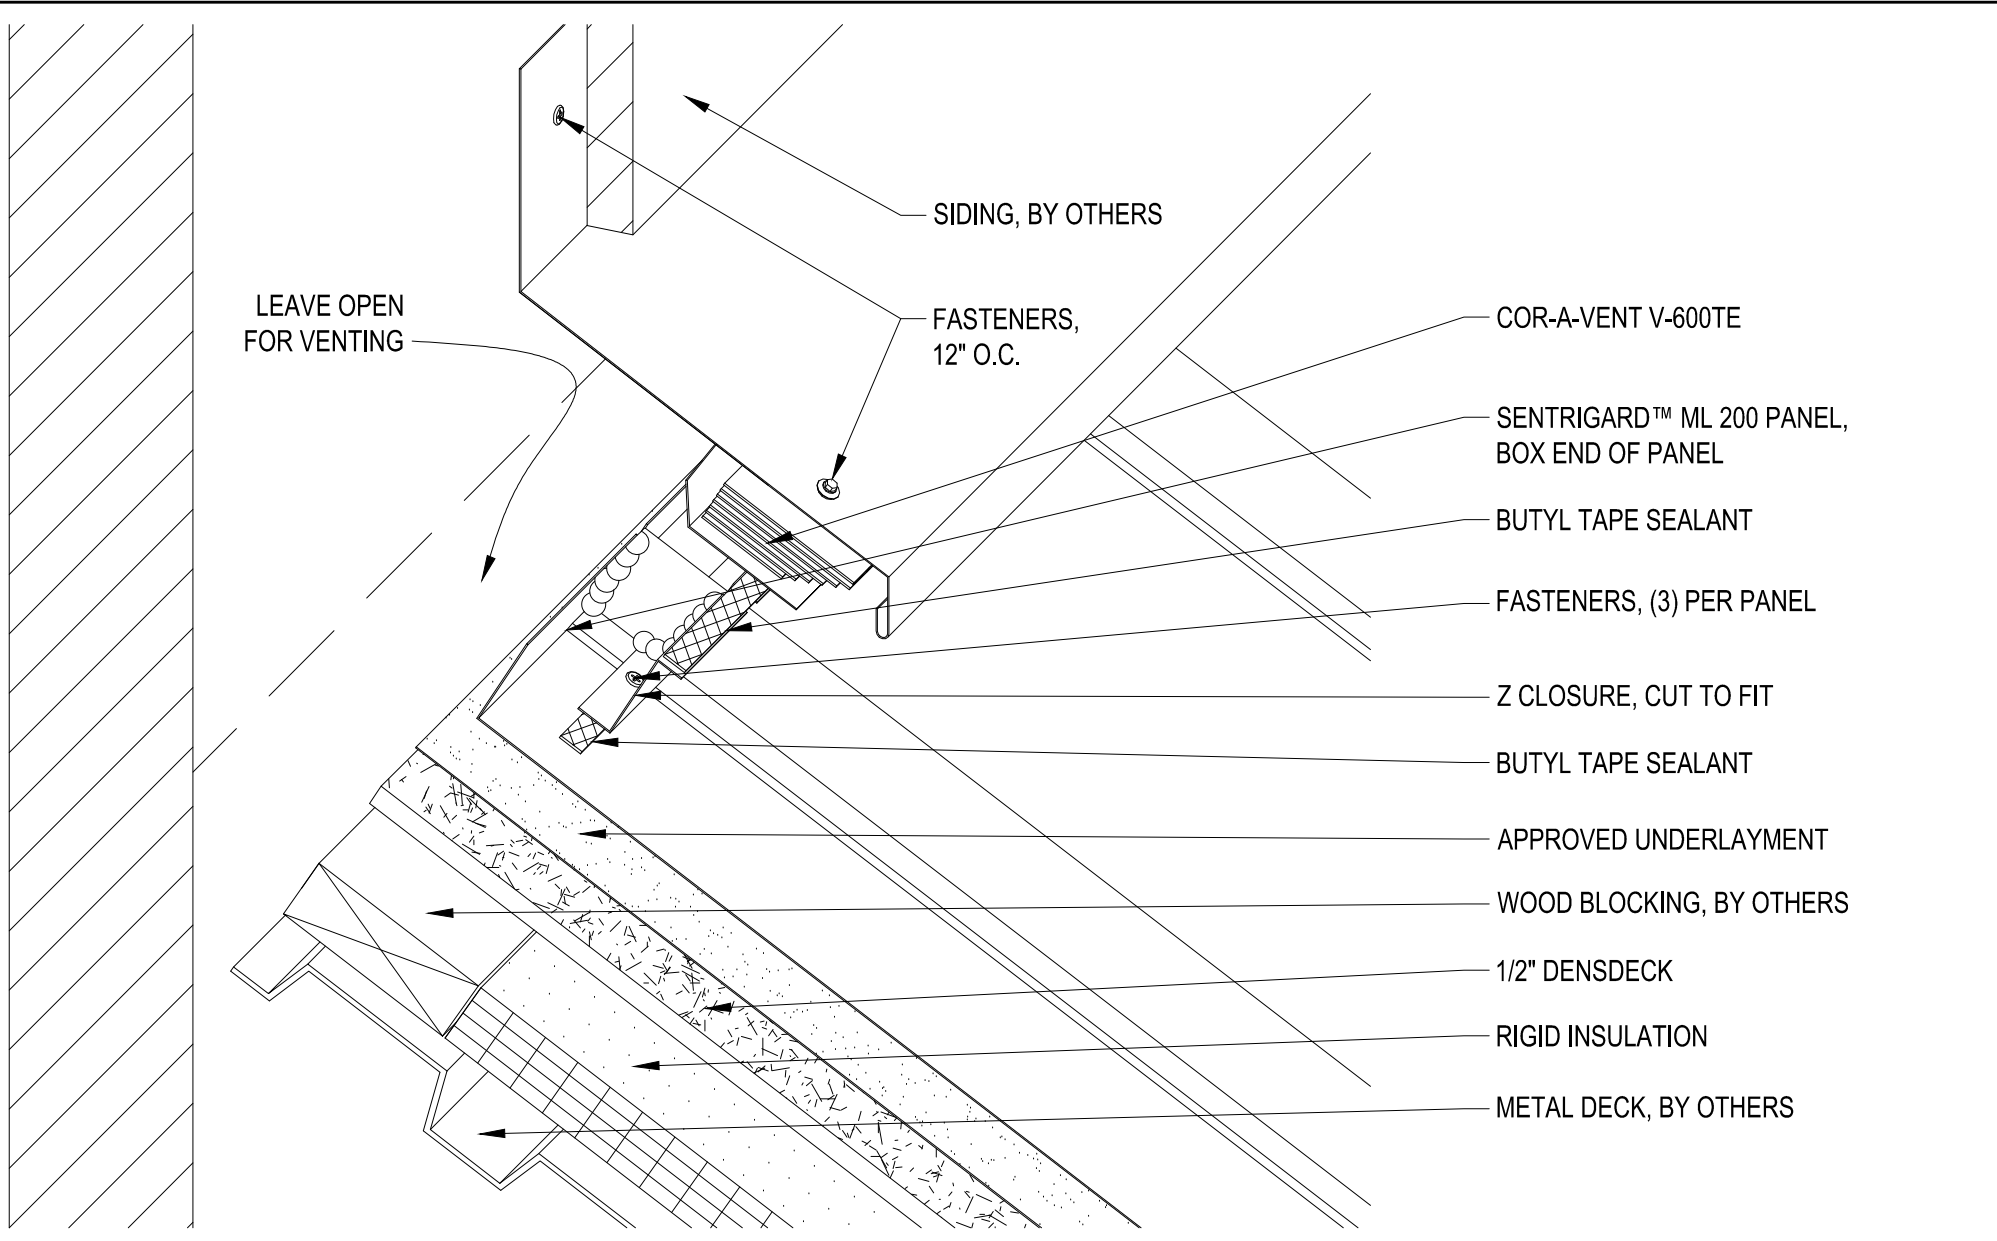 SIDING, BY OTHERS
LEAVE OPEN
FOR VENTING
FASTENERS,
12" O.C.
COR-A-VENT V-600TE
SENTRIGARD™ ML 200 PANEL,
BOX END OF PANEL
BUTYL TAPE SEALANT
FASTENERS, (3) PER PANEL
Z CLOSURE, CUT TO FIT
BUTYL TAPE SEALANT
APPROVED UNDERLAYMENT
WOOD BLOCKING, BY OTHERS
1/2" DENSDECK
RIGID INSULATION
METAL DECK, BY OTHERS